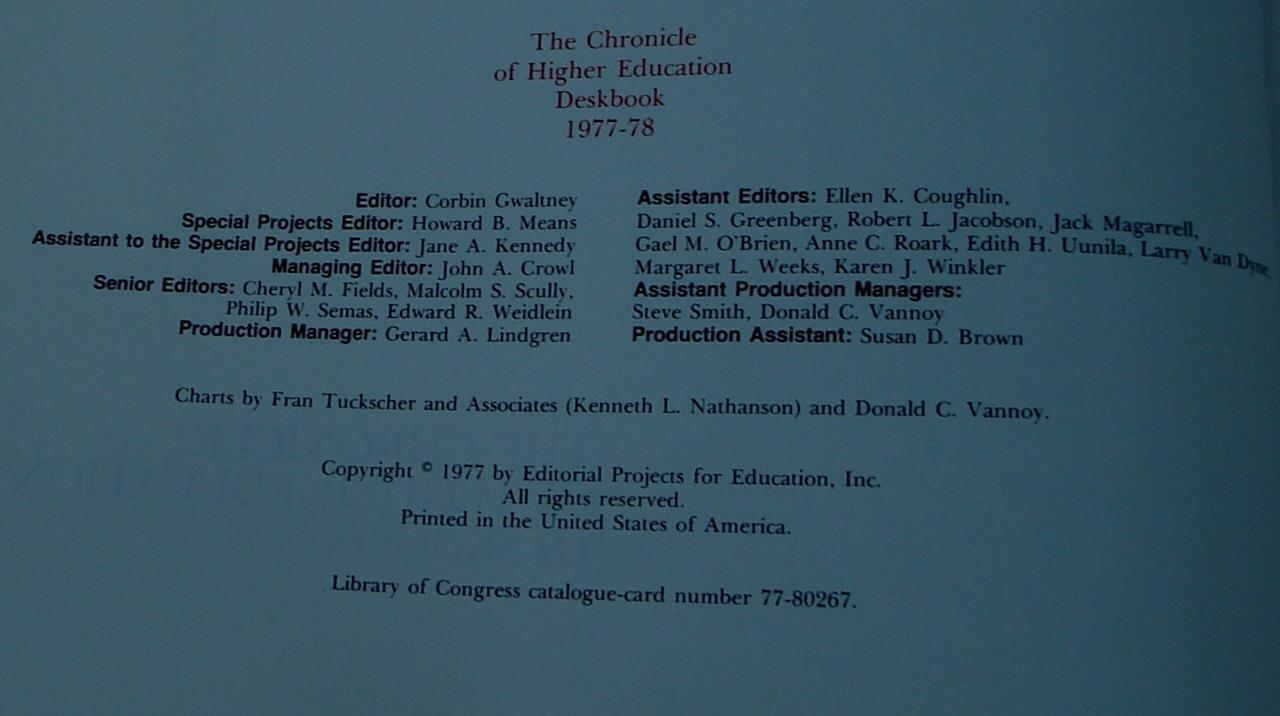 The Chronicle
of Higher Education
Deskbook
1977-78
Editor: Corbin Gwaltney
Special Projects Editor: Howard B. Means
Assistant to the Special Projects Editor: Jane A. Kennedy
Managing Editor: John A. Crowl
Senior Editors: Cheryl M. Fields, Malcolm S. Scully,
Philip W. Semas, Edward R. Weidlein
Production Manager: Gerard A. Lindgren
Assistant Editors: Ellen K. Coughlin,
Daniel S. Greenberg, Robert L. Jacobson, Jack Magarrell,
Gael M. O'Brien, Anne C. Roark, Edith H. Uunila, Larry Van Dyne
Margaret L. Weeks, Karen J. Winkler
Assistant Production Managers:
Steve Smith, Donald C. Vannoy
Production Assistant: Susan D. Brown
Charts by Fran Tuckscher and Associates (Kenneth L. Nathanson) and Donald C. Vannoy.
Copyright © 1977 by Editorial Projects for Education, Inc.
All rights reserved.
Printed in the United States of America.
Library of Congress catalogue-card number 77-80267.